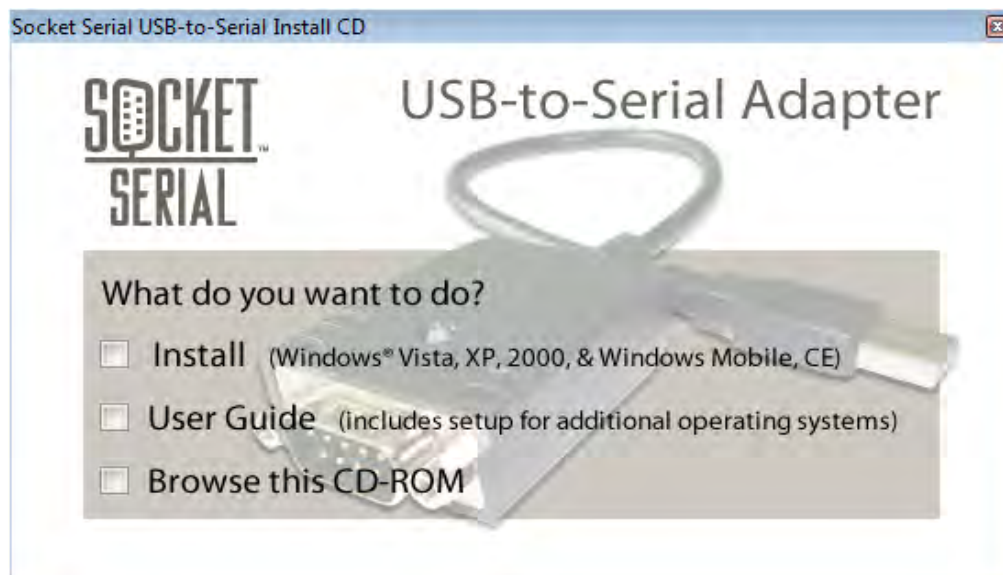 Socket Serial USB-to-Serial Install CD
SOCKET™
SERIAL
USB-to-Serial Adapter
What do you want to do?
Install (Windows® Vista, XP, 2000, & Windows Mobile, CE)
User Guide (includes setup for additional operating systems)
Browse this CD-ROM